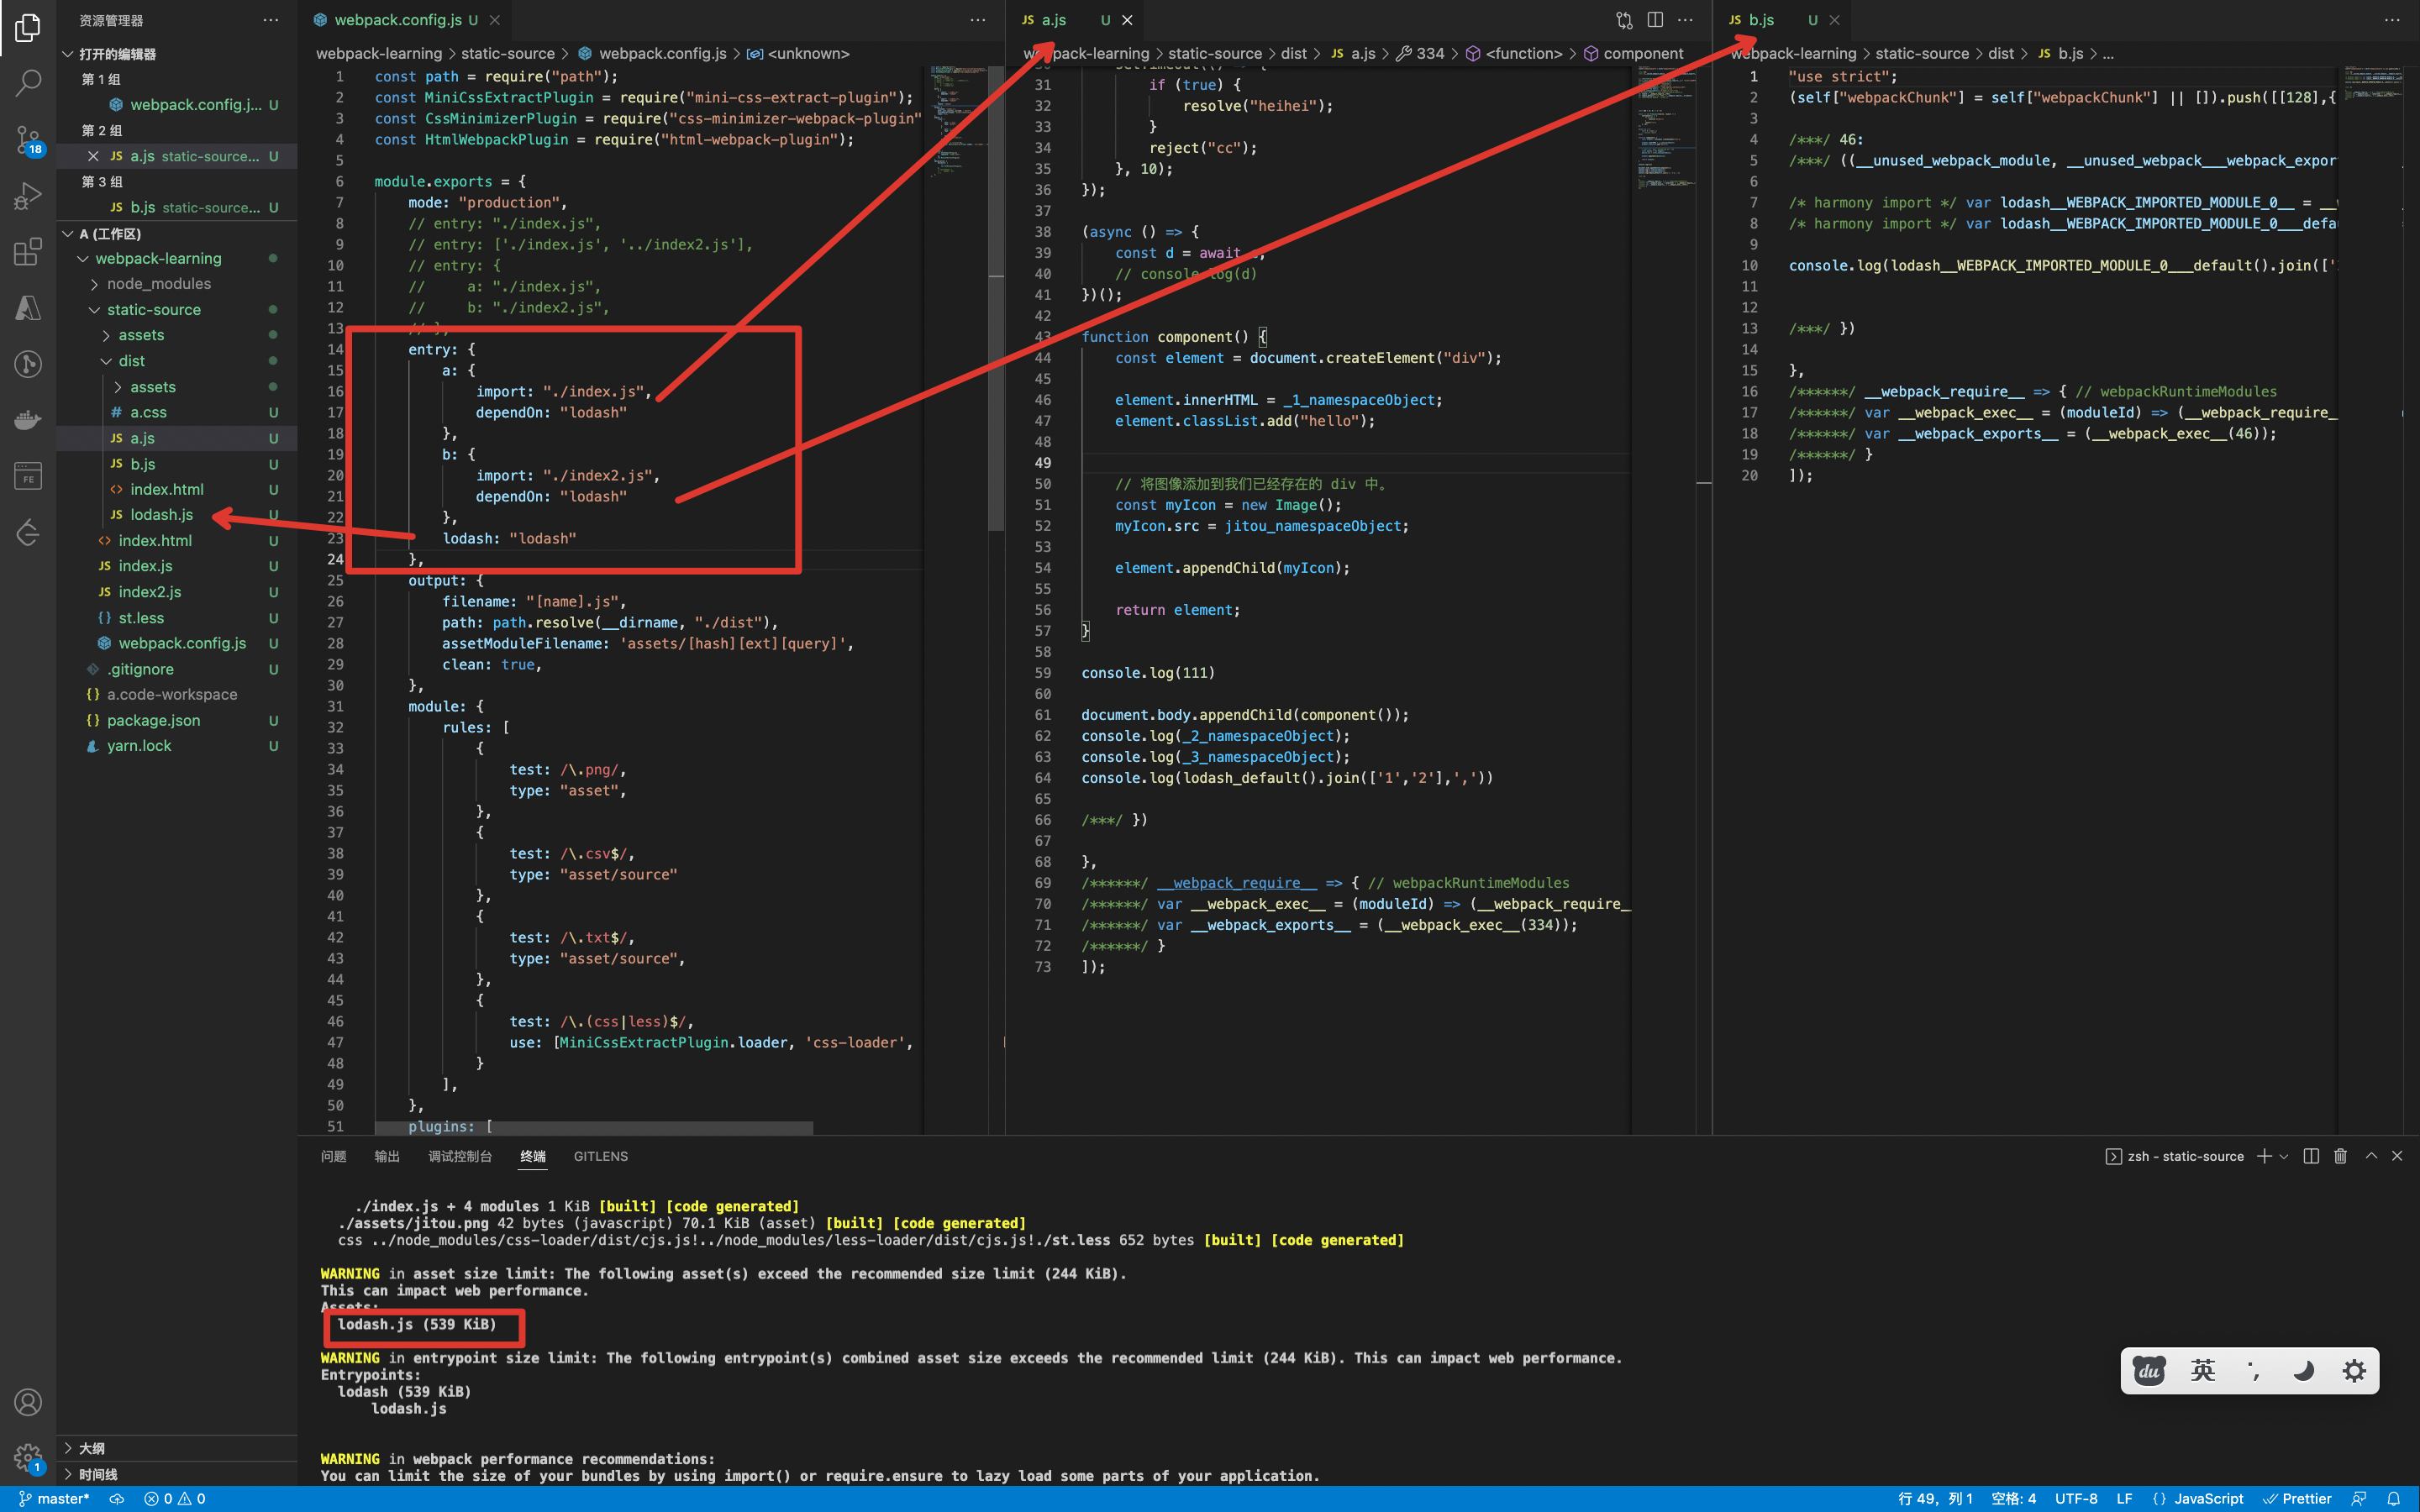 资源管理器
打开的编辑器
第 1 组
webpack.config.j... U
第 2 组
JS a.js static-source... U
第 3 组
JS b.js static-source... U
A (工作区)
webpack-learning
node_modules
static-source
assets
dist
assets
# a.css U
JS a.js U
JS b.js U
<> index.html U
JS lodash.js U
<> index.html U
JS index.js U
JS index2.js U
{} st.less U
webpack.config.js U
.gitignore U
{} a.code-workspace
{} package.json U
yarn.lock U
大纲
时间线
18
FE
1
webpack.config.js U
webpack-learning > static-source > webpack.config.js > <unknown>
1 const path = require("path");
2 const MiniCssExtractPlugin = require("mini-css-extract-plugin");
3 const CssMinimizerPlugin = require("css-minimizer-webpack-plugin"
4 const HtmlWebpackPlugin = require("html-webpack-plugin");
5
6 module.exports = {
7 mode: "production",
8 // entry: "./index.js",
9 // entry: ['./index.js', '../index2.js'],
10 // entry: {
11 // a: "./index.js",
12 // b: "./index2.js",
13 // },
14 entry: {
15 a: {
16 import: "./index.js",
17 dependOn: "lodash"
18 },
19 b: {
20 import: "./index2.js",
21 dependOn: "lodash"
22 },
23 lodash: "lodash"
24 },
25 output: {
26 filename: "[name].js",
27 path: path.resolve(__dirname, "./dist"),
28 assetModuleFilename: 'assets/[hash][ext][query]',
29 clean: true,
30 },
31 module: {
32 rules: [
33 {
34 test: /\.png/,
35 type: "asset",
36 },
37 {
38 test: /\.csv$/,
39 type: "asset/source"
40 },
41 {
42 test: /\.txt$/,
43 type: "asset/source",
44 },
45 {
46 test: /\.(css|less)$/,
47 use: [MiniCssExtractPlugin.loader, 'css-loader',
48 }
49 ],
50 },
51 plugins: [
JS a.js U
webpack-learning > static-source > dist > JS a.js > 334 > <function> > component
31 if (true) {
32 resolve("heihei");
33 }
34 reject("cc");
35 }, 10);
36 });
37
38 (async () => {
39 const d = await
40 // console.log(d)
41 })();
42
43 function component() {
44 const element = document.createElement("div");
45
46 element.innerHTML = _1_namespaceObject;
47 element.classList.add("hello");
48
49
50 // 将图像添加到我们已经存在的 div 中。
51 const myIcon = new Image();
52 myIcon.src = jitou_namespaceObject;
53
54 element.appendChild(myIcon);
55
56 return element;
57 }
58
59 console.log(111)
60
61 document.body.appendChild(component());
62 console.log(_2_namespaceObject);
63 console.log(_3_namespaceObject);
64 console.log(lodash_default().join(['1','2'],','))
65
66 /***/ })
67
68 },
69 /******/ __webpack_require__ => { // webpackRuntimeModules
70 /******/ var __webpack_exec__ = (moduleId) => (__webpack_require_
71 /******/ var __webpack_exports__ = (__webpack_exec__(334));
72 /******/ }
73 ]);
JS b.js U
webpack-learning > static-source > dist > JS b.js > ...
1 "use strict";
2 (self["webpackChunk"] = self["webpackChunk"] || []).push([[128],{
3
4 /***/ 46:
5 /***/ ((__unused_webpack_module, __unused_webpack___webpack_expor
6
7 /* harmony import */ var lodash__WEBPACK_IMPORTED_MODULE_0__ = __
8 /* harmony import */ var lodash__WEBPACK_IMPORTED_MODULE_0___defa
9
10 console.log(lodash__WEBPACK_IMPORTED_MODULE_0___default().join(['
11
12
13 /***/ })
14
15 },
16 /******/ __webpack_require__ => { // webpackRuntimeModules
17 /******/ var __webpack_exec__ = (moduleId) => (__webpack_require_
18 /******/ var __webpack_exports__ = (__webpack_exec__(46));
19 /******/ }
20 ]);
问题 输出 调试控制台 终端 GITLENS
zsh - static-source
./index.js + 4 modules 1 KiB [built] [code generated]
./assets/jitou.png 42 bytes (javascript) 70.1 KiB (asset) [built] [code generated]
css ../node_modules/css-loader/dist/cjs.js!../node_modules/less-loader/dist/cjs.js!./st.less 652 bytes [built] [code generated]
WARNING in asset size limit: The following asset(s) exceed the recommended size limit (244 KiB).
This can impact web performance.
Assets:
lodash.js (539 KiB)
WARNING in entrypoint size limit: The following entrypoint(s) combined asset size exceeds the recommended limit (244 KiB). This can impact web performance.
Entrypoints:
lodash (539 KiB)
lodash.js
WARNING in webpack performance recommendations:
You can limit the size of your bundles by using import() or require.ensure to lazy load some parts of your application.
du 英
master* 0 0
行 49, 列 1 空格: 4 UTF-8 LF {} JavaScript Prettier